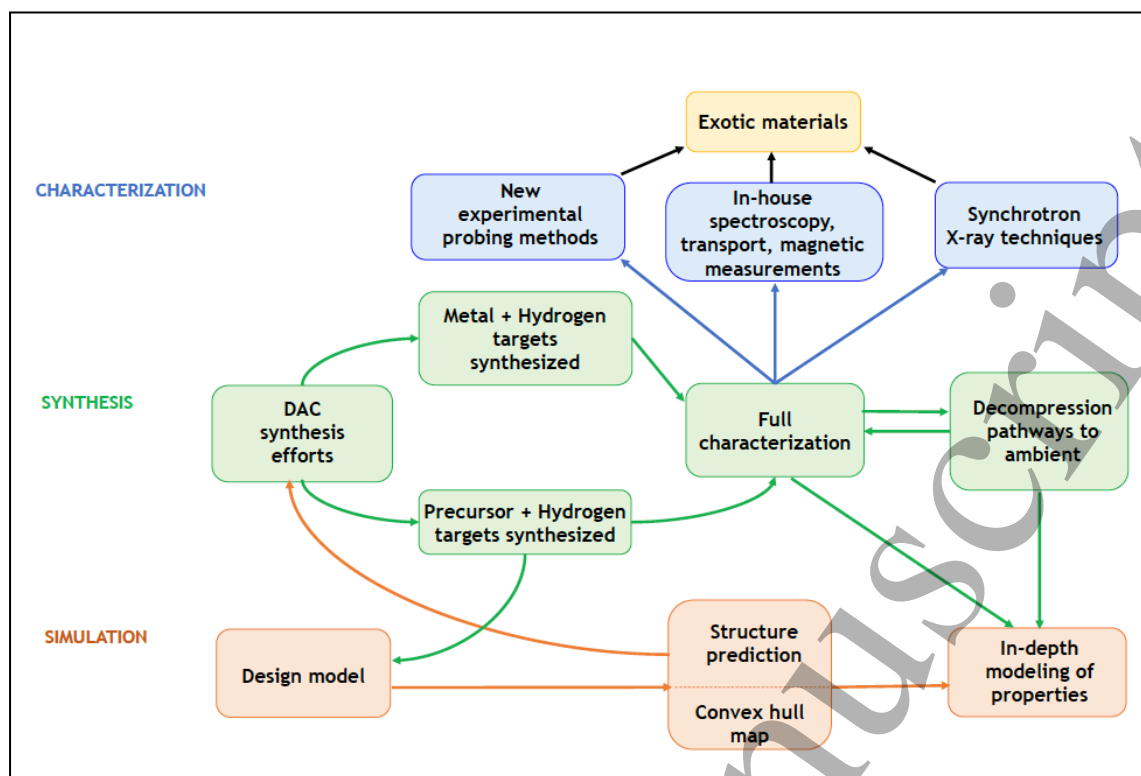 Exotic materials
CHARACTERIZATION
New
experimental
probing methods
In-house
spectroscopy,
transport, magnetic
measurements
Synchrotron
X-ray techniques
Metal + Hydrogen
targets
synthesized
SYNTHESIS
DAC
synthesis
efforts
Full
characterization
Decompression
pathways to
ambient
Precursor + Hydrogen
targets synthesized
SIMULATION
Design model
Structure
prediction
Convex hull
map
In-depth
modeling of
properties
nuscrip